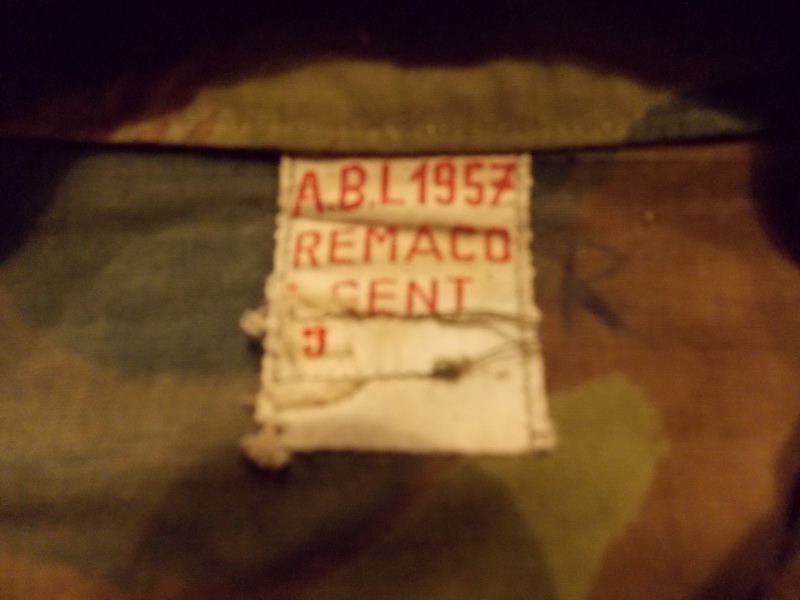 A.B.L 1957
REMACO
GENT
J
R